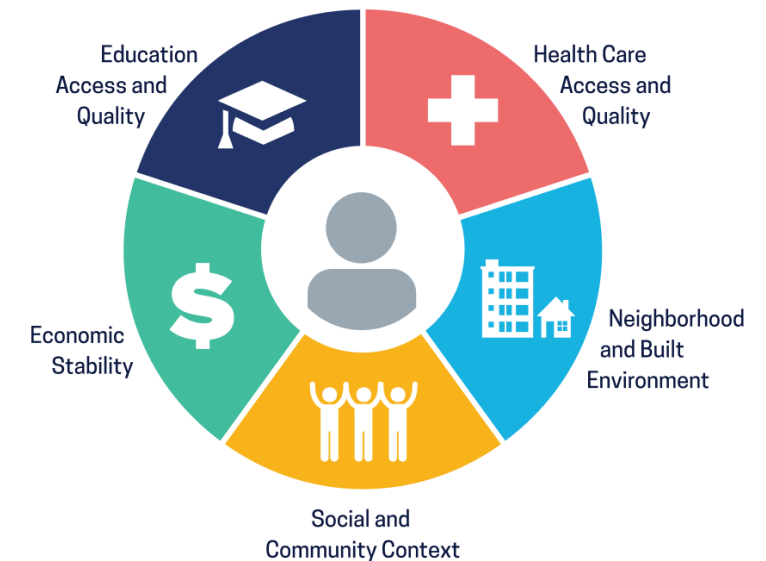 Education
Access and
Quality
Health Care
Access and
Quality
Economic
Stability
$
Neighborhood
and Built
Environment
Social and
Community Context